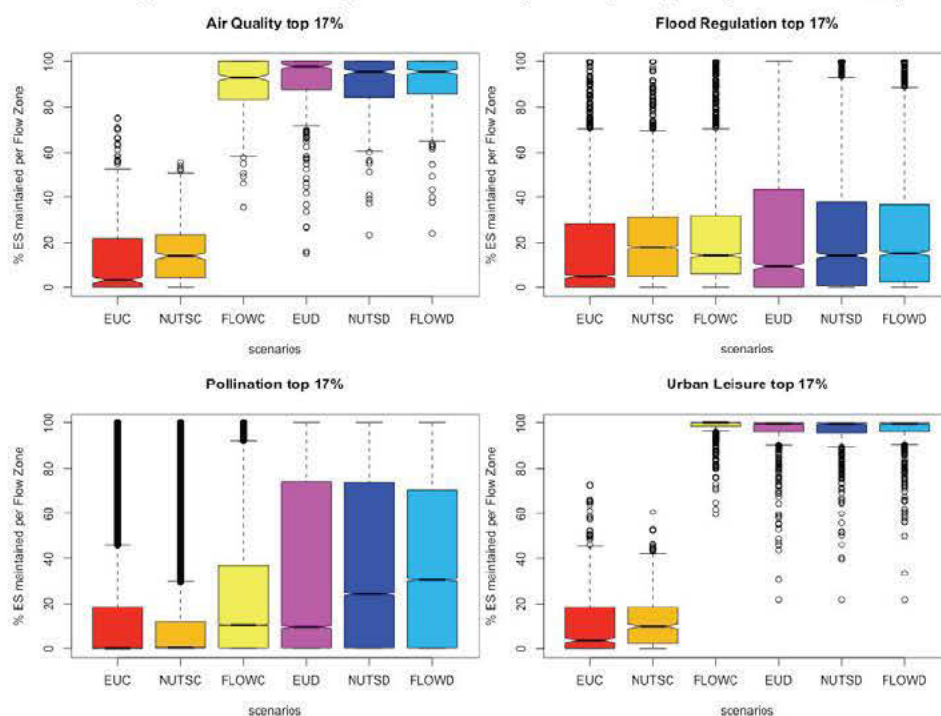 Air Quality top 17%
Flood Regulation top 17%
% ES maintained per Flow Zone
0 20 40 60 80 100
EUC NUTSC FLOWC EUD NUTSD FLOWD
scenarios
% ES maintained per Flow Zone
0 20 40 60 80 100
EUC NUTSC FLOWC EUD NUTSD FLOWD
scenarios
Pollination top 17%
Urban Leisure top 17%
% ES maintained per Flow Zone
0 20 40 60 80 100
EUC NUTSC FLOWC EUD NUTSD FLOWD
scenarios
% ES maintained per Flow Zone
0 20 40 60 80 100
EUC NUTSC FLOWC EUD NUTSD FLOWD
scenarios